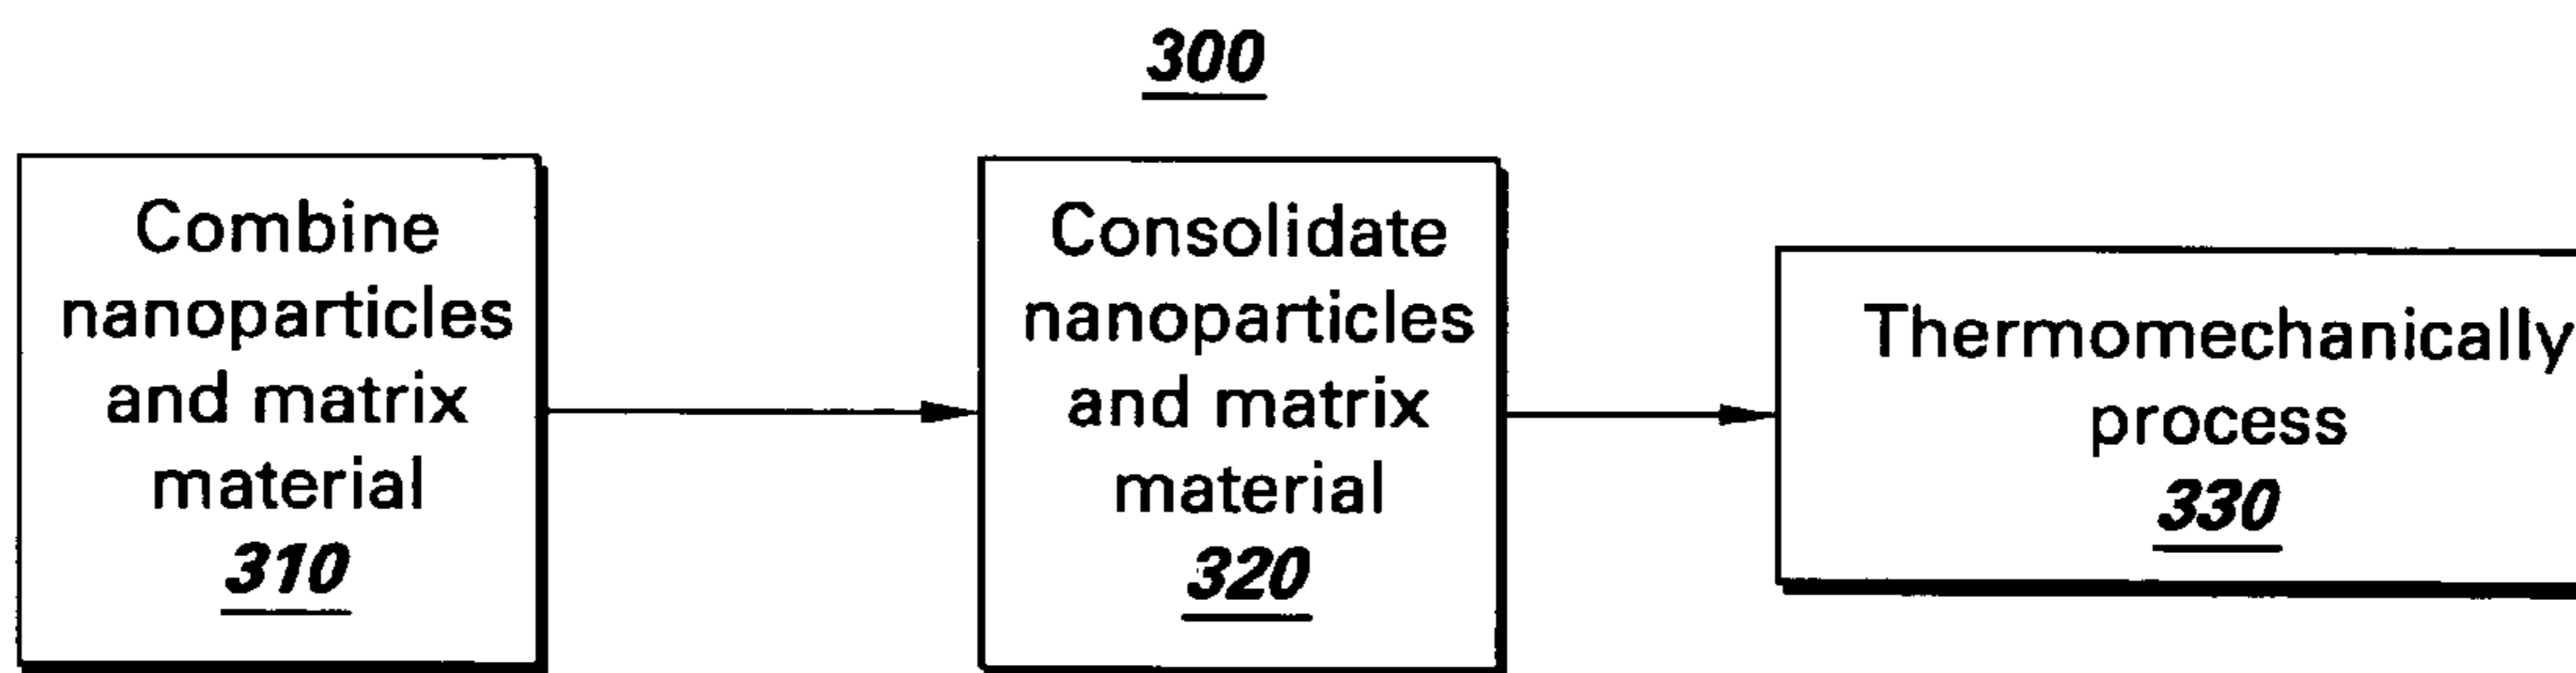 300
Combine
nanoparticles
and matrix
material
310
Consolidate
nanoparticles
and matrix
material
320
Thermomechanically
process
330